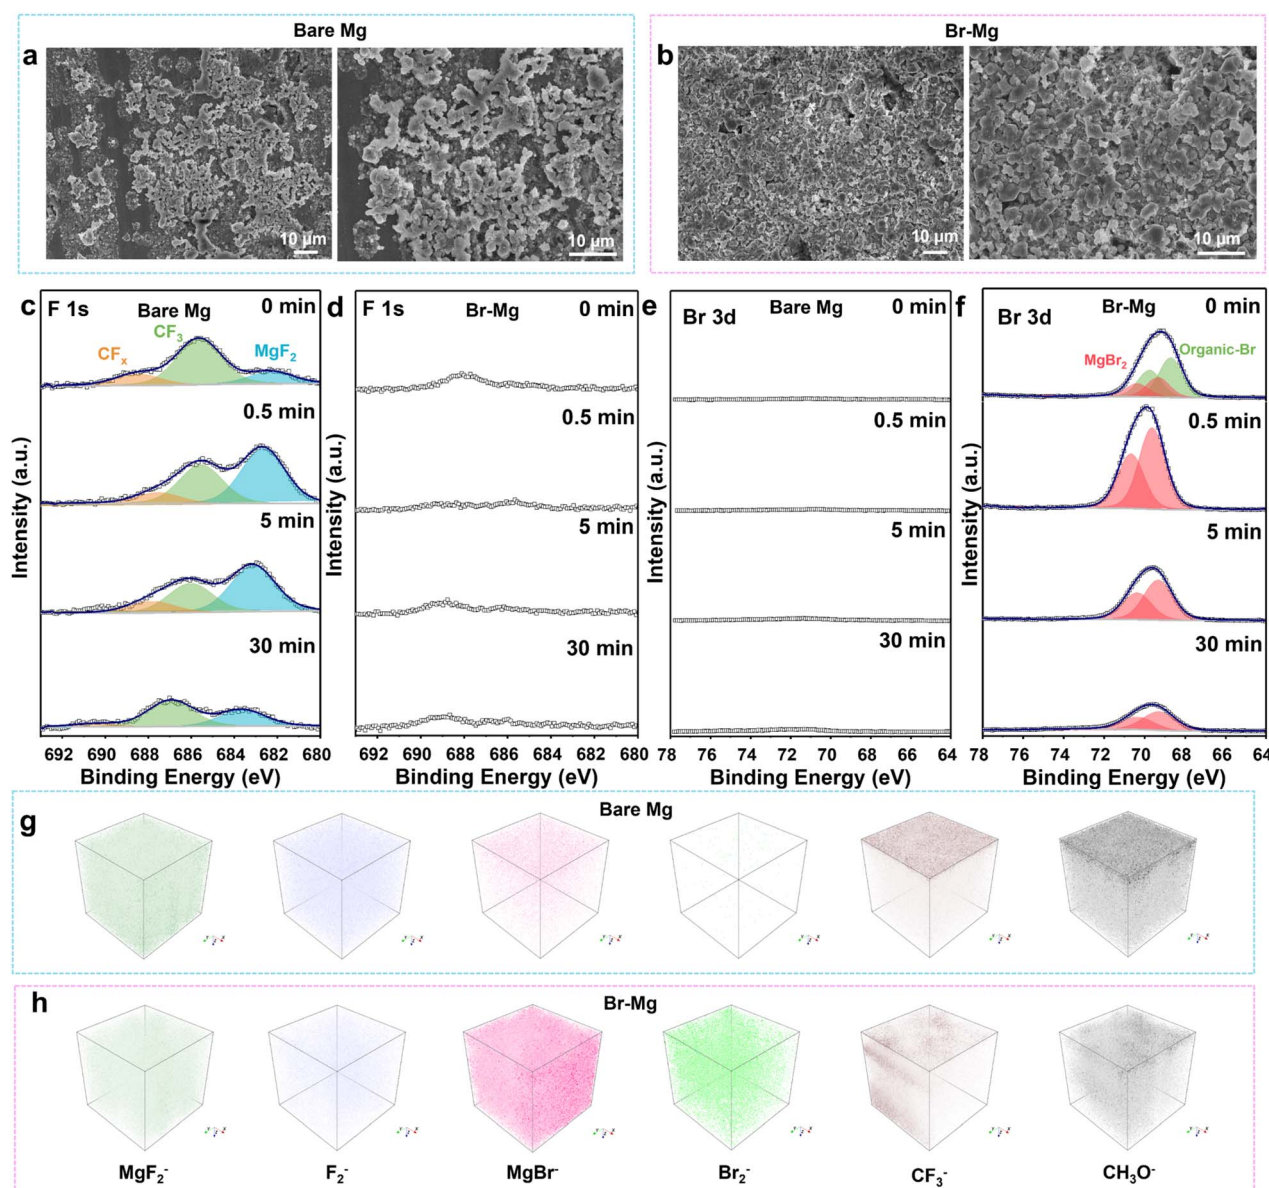 Bare Mg
a
10 µm
10 µm
Br-Mg
b
10 µm
10 µm
c
F 1s
Bare Mg
0 min
CF₃
CFₓ
MgF₂
0.5 min
5 min
30 min
Intensity (a.u.)
692 690 688 686 684 682 680
Binding Energy (eV)
d
F 1s
Br-Mg
0 min
0.5 min
5 min
30 min
Intensity (a.u.)
692 690 688 686 684 682 680
Binding Energy (eV)
e
Br 3d
Bare Mg
0 min
0.5 min
5 min
30 min
Intensity (a.u.)
78 76 74 72 70 68 66 64
Binding Energy (eV)
f
Br 3d
Br-Mg
0 min
MgBr₂
Organic-Br
0.5 min
5 min
30 min
Intensity (a.u.)
78 76 74 72 70 68 66 64
Binding Energy (eV)
g
Bare Mg
h
Br-Mg
MgF₂⁻
F₂⁻
MgBr⁻
Br₂⁻
CF₃⁻
CH₃O⁻